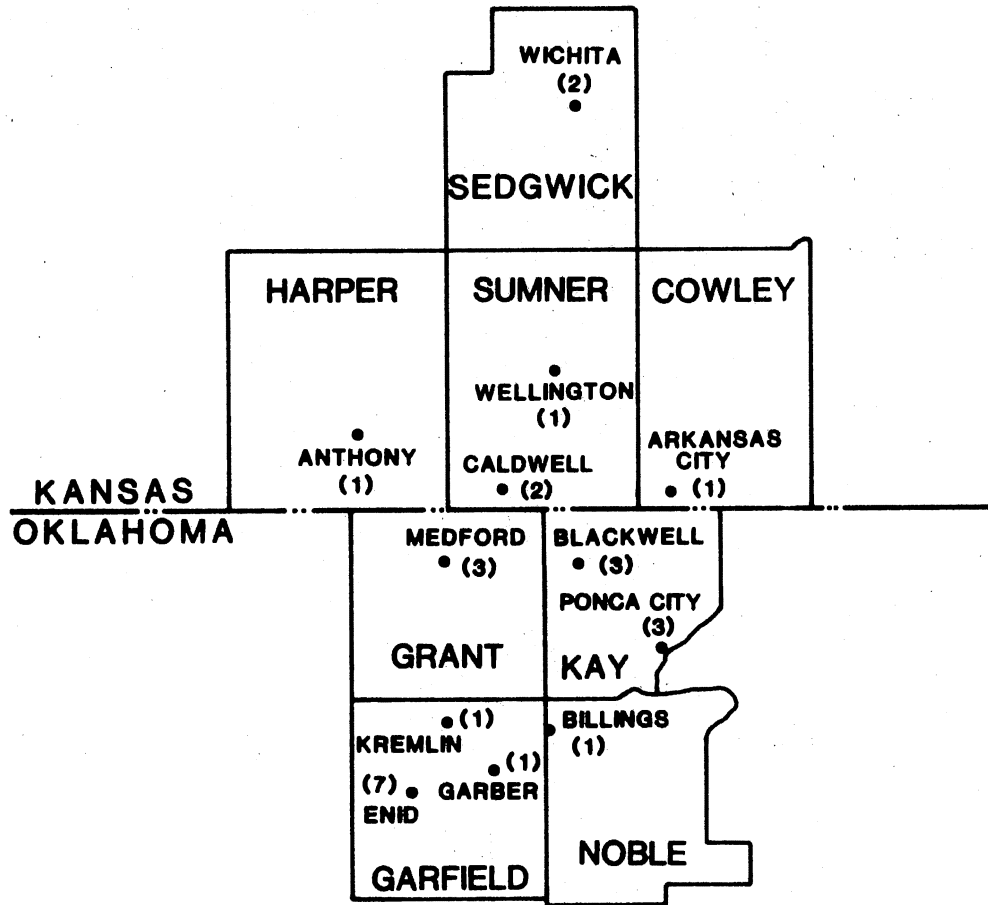 WICHITA
(2)
SEDGWICK
HARPER
SUMNER
COWLEY
WELLINGTON
(1)
ANTHONY
(1)
CALDWELL
(2)
ARKANSAS
CITY
(1)
KANSAS
OKLAHOMA
MEDFORD
(3)
BLACKWELL
(3)
PONCA CITY
(3)
GRANT
KAY
(1)
KREMLIN
BILLINGS
(1)
(1)
GARBER
(7)
ENID
NOBLE
GARFIELD